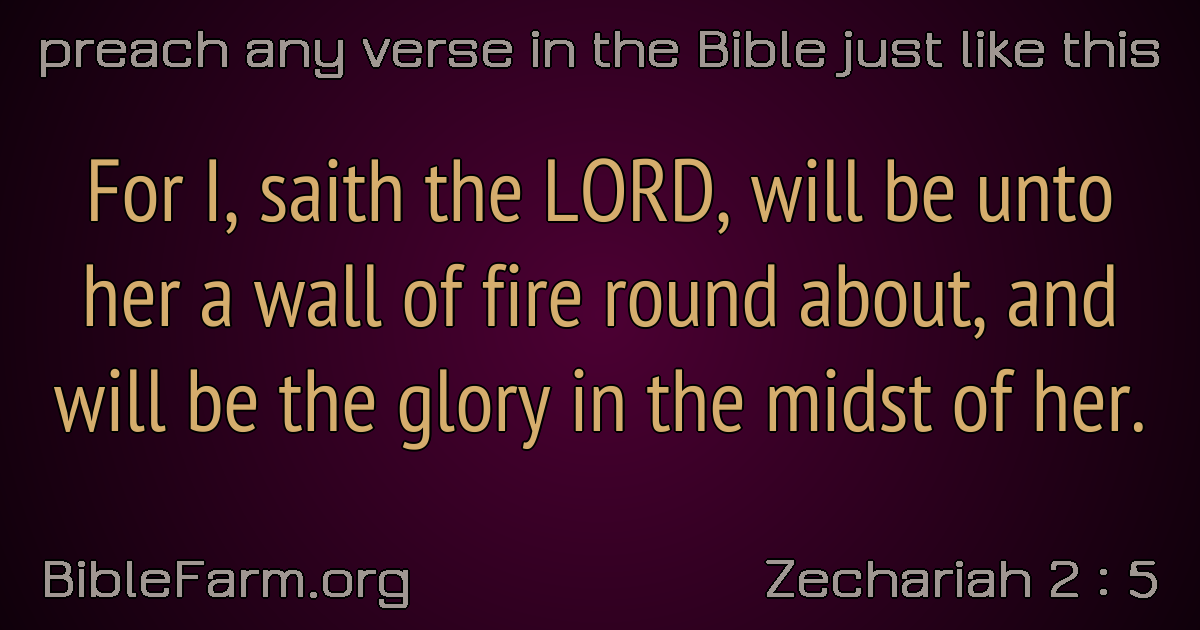 preach any verse in the Bible just like this
For I, saith the LORD, will be unto
her a wall of fire round about, and
will be the glory in the midst of her.
BibleFarm.org
Zechariah 2 : 5